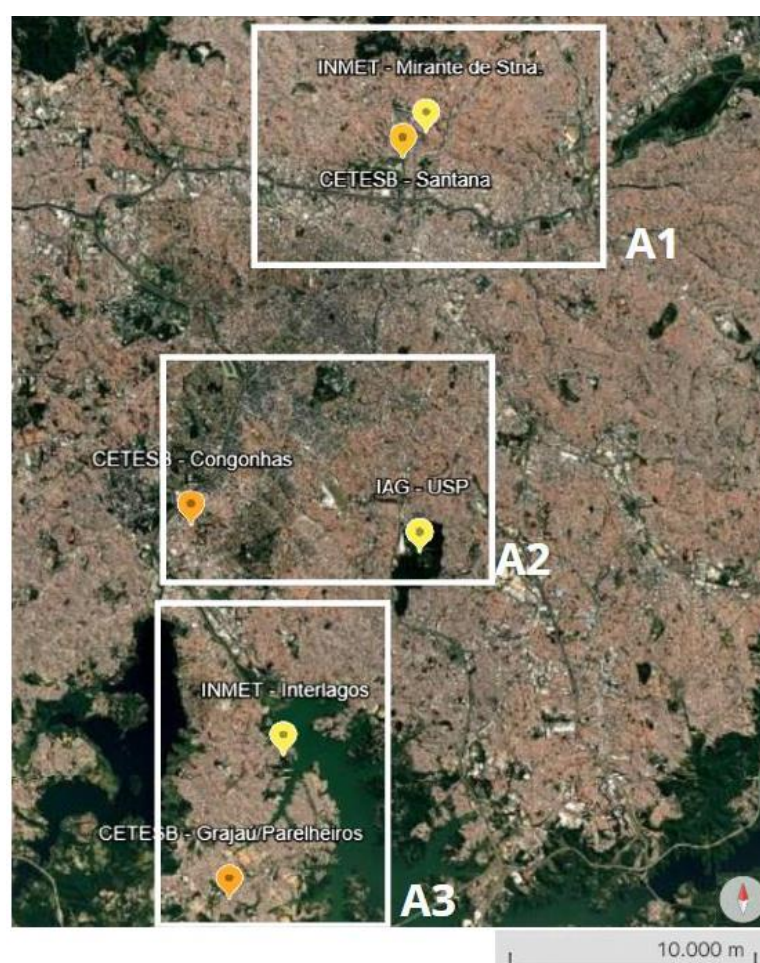 INMET - Mirante de Stna.
CETESB - Santana
A1
CETESB - Congonhas
IAG - USP
A2
INMET - Interlagos
CETESB - Grajaú/Parelheiros
A3
10.000 m